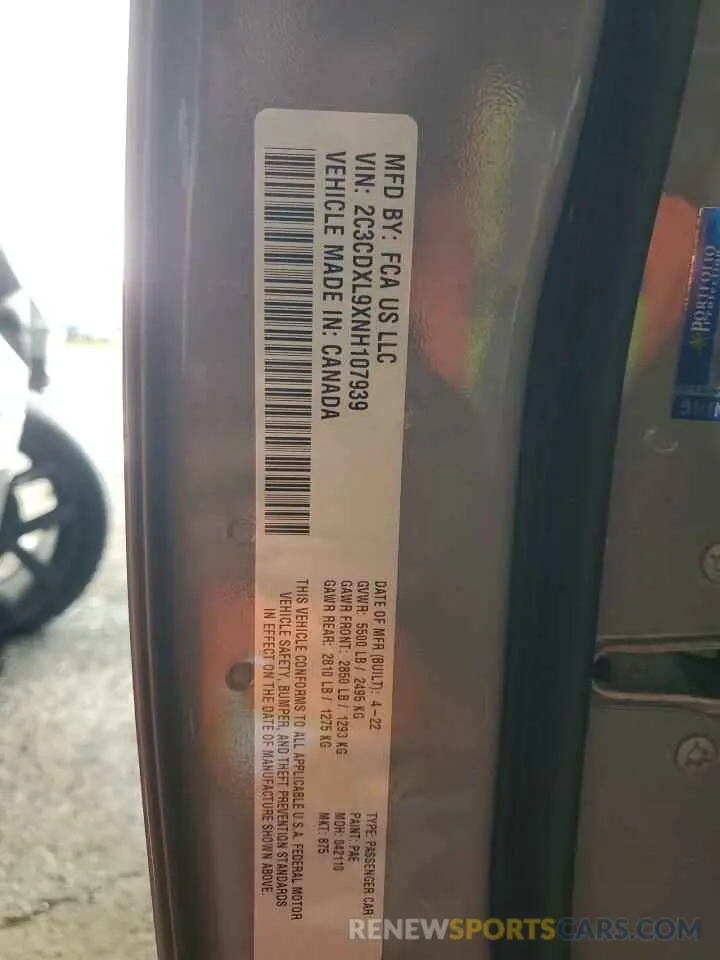 MFD BY: FCA US LLC
VIN: 2C3CDXL9XNH107939
VEHICLE MADE IN: CANADA
DATE OF MFR (BUILT): 4-22
GVWR: 5500 LB / 2495 KG
GAWR FRONT: 2850 LB / 1293 KG
GAWR REAR: 2810 LB / 1275 KG
TYPE: PASSENGER CAR
PAINT: PAE
MDH: 042110
MKT: 875
THIS VEHICLE CONFORMS TO ALL APPLICABLE U.S.A. FEDERAL MOTOR
VEHICLE SAFETY, BUMPER, AND THEFT PREVENTION STANDARDS
IN EFFECT ON THE DATE OF MANUFACTURE SHOWN ABOVE.
RENEWSPORTSCARS.COM